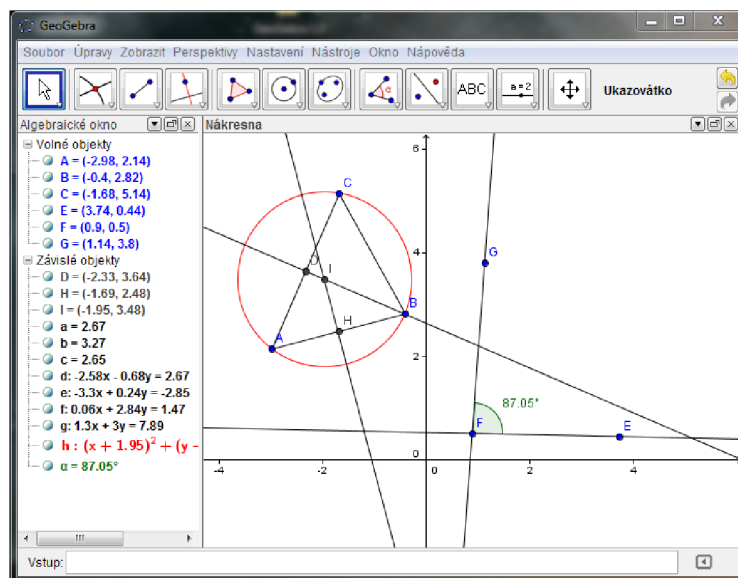 GeoGebra
Soubor Úpravy Zobrazit Perspektivy Nastavení Nástroje Okno Nápověda
ABC a=2 Ukazovátko
Algebraické okno
Nákresna
Volné objekty
A = (-2.98, 2.14)
B = (-0.4, 2.82)
C = (-1.68, 5.14)
E = (3.74, 0.44)
F = (0.9, 0.5)
G = (1.14, 3.8)
Závislé objekty
D = (-2.33, 3.64)
H = (-1.69, 2.48)
I = (-1.95, 3.48)
a = 2.67
b = 3.27
c = 2.65
d: -2.58x - 0.68y = 2.67
e: -3.3x + 0.24y = -2.85
f: 0.06x + 2.84y = 1.47
g: 1.3x + 3y = 7.89
h : (x + 1.95)² + (y -
α = 87.05°
6
C
G
4
D I
B
H
A
2
87.05°
F E
0
-4 -2 0 2 4
Vstup: